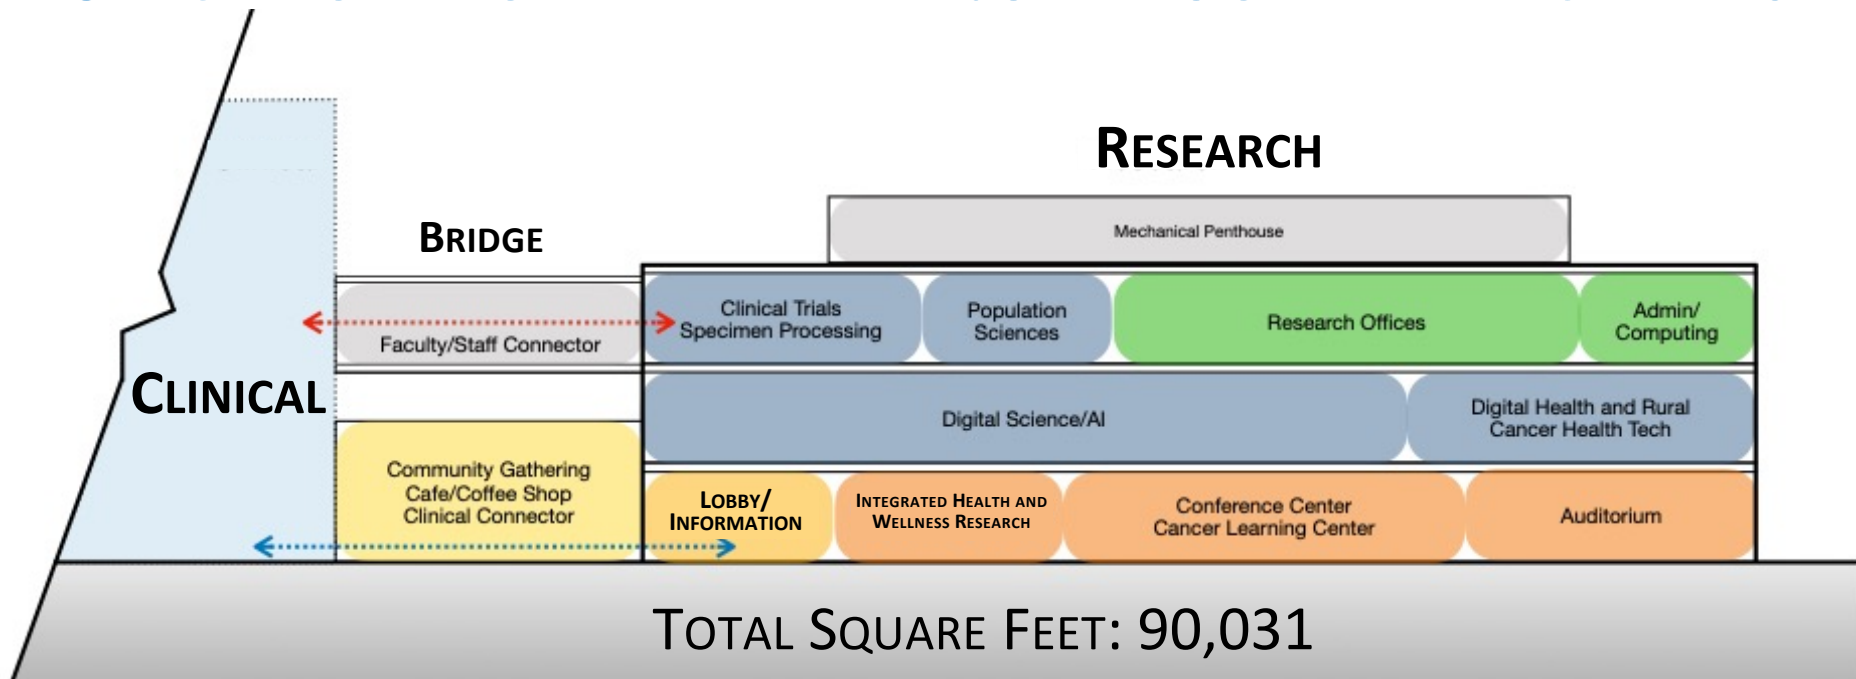 RESEARCH
Mechanical Penthouse
BRIDGE
Clinical Trials
Specimen Processing
Population
Sciences
Research Offices
Admin/
Computing
Faculty/Staff Connector
CLINICAL
Digital Science/AI
Digital Health and Rural
Cancer Health Tech
Community Gathering
Cafe/Coffee Shop
Clinical Connector
LOBBY/
INFORMATION
INTEGRATED HEALTH AND
WELLNESS RESEARCH
Conference Center
Cancer Learning Center
Auditorium
TOTAL SQUARE FEET: 90,031